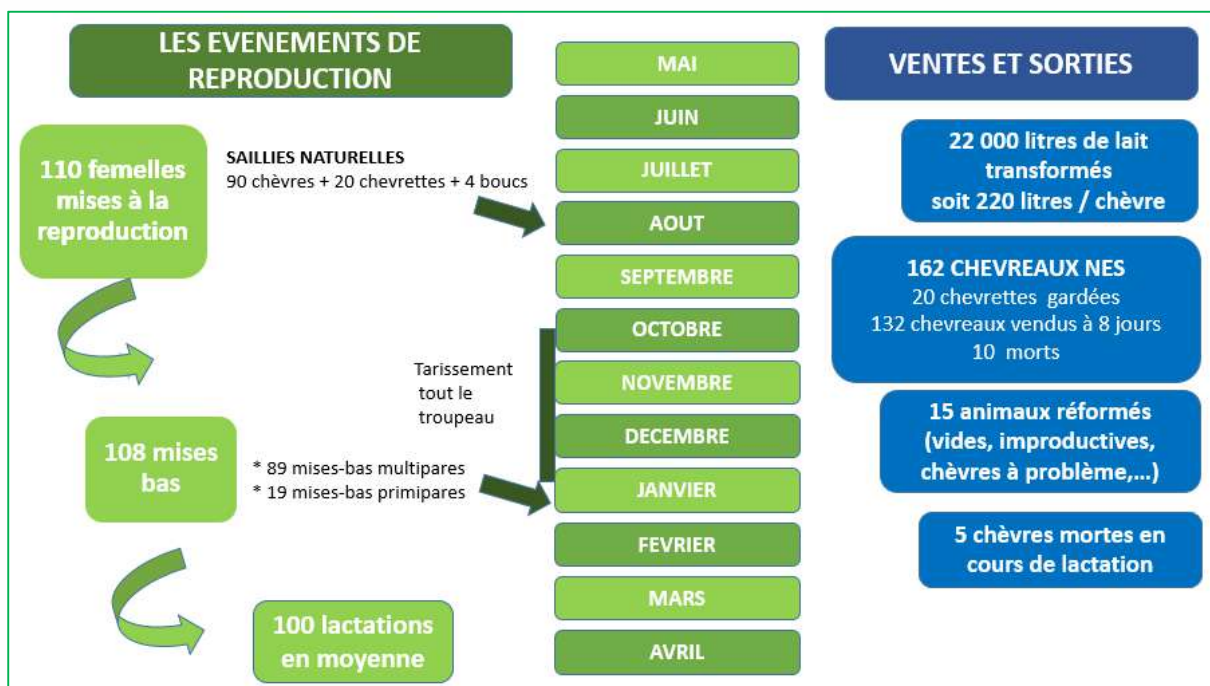 LES EVENEMENTS DE
REPRODUCTION
110 femelles
mises à la
reproduction
SAILLIES NATURELLES
90 chèvres + 20 chevrettes + 4 boucs
108 mises
bas
* 89 mises-bas multipares
* 19 mises-bas primipares
Tarissement
tout le
troupeau
100 lactations
en moyenne
MAI
JUIN
JUILLET
AOUT
SEPTEMBRE
OCTOBRE
NOVEMBRE
DECEMBRE
JANVIER
FEVRIER
MARS
AVRIL
VENTES ET SORTIES
22 000 litres de lait
transformés
soit 220 litres / chèvre
162 CHEVREAUX NES
20 chevrettes gardées
132 chevreaux vendus à 8 jours
10 morts
15 animaux réformés
(vides, improductives,
chèvres à problème,...)
5 chèvres mortes en
cours de lactation